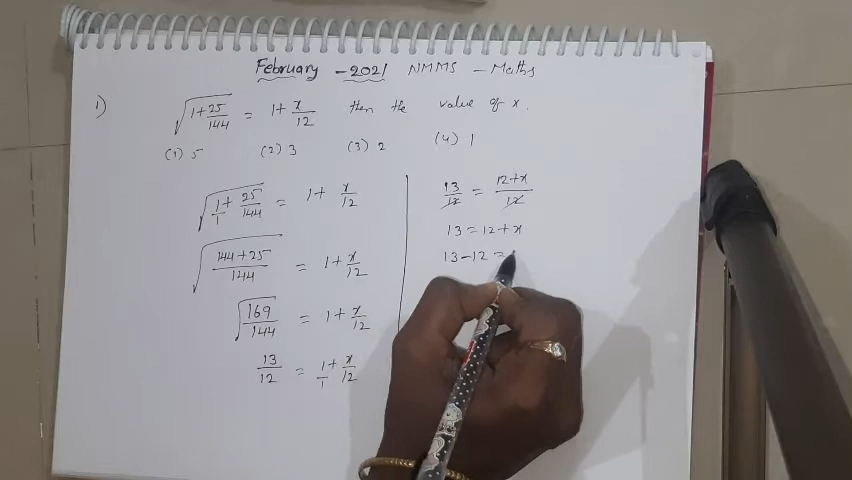 February - 2021 NMMS - Maths
1) √(1+25/144) = 1+x/12 then the value of x.
(1) 5 (2) 3 (3) 2 (4) 1
√(1/1+25/144) = 1+x/12
√((144+25)/144) = 1+x/12
√(169/144) = 1+x/12
13/12 = 1/1+x/12
13/12 = (12+x)/12
13 = 12+x
13-12 =